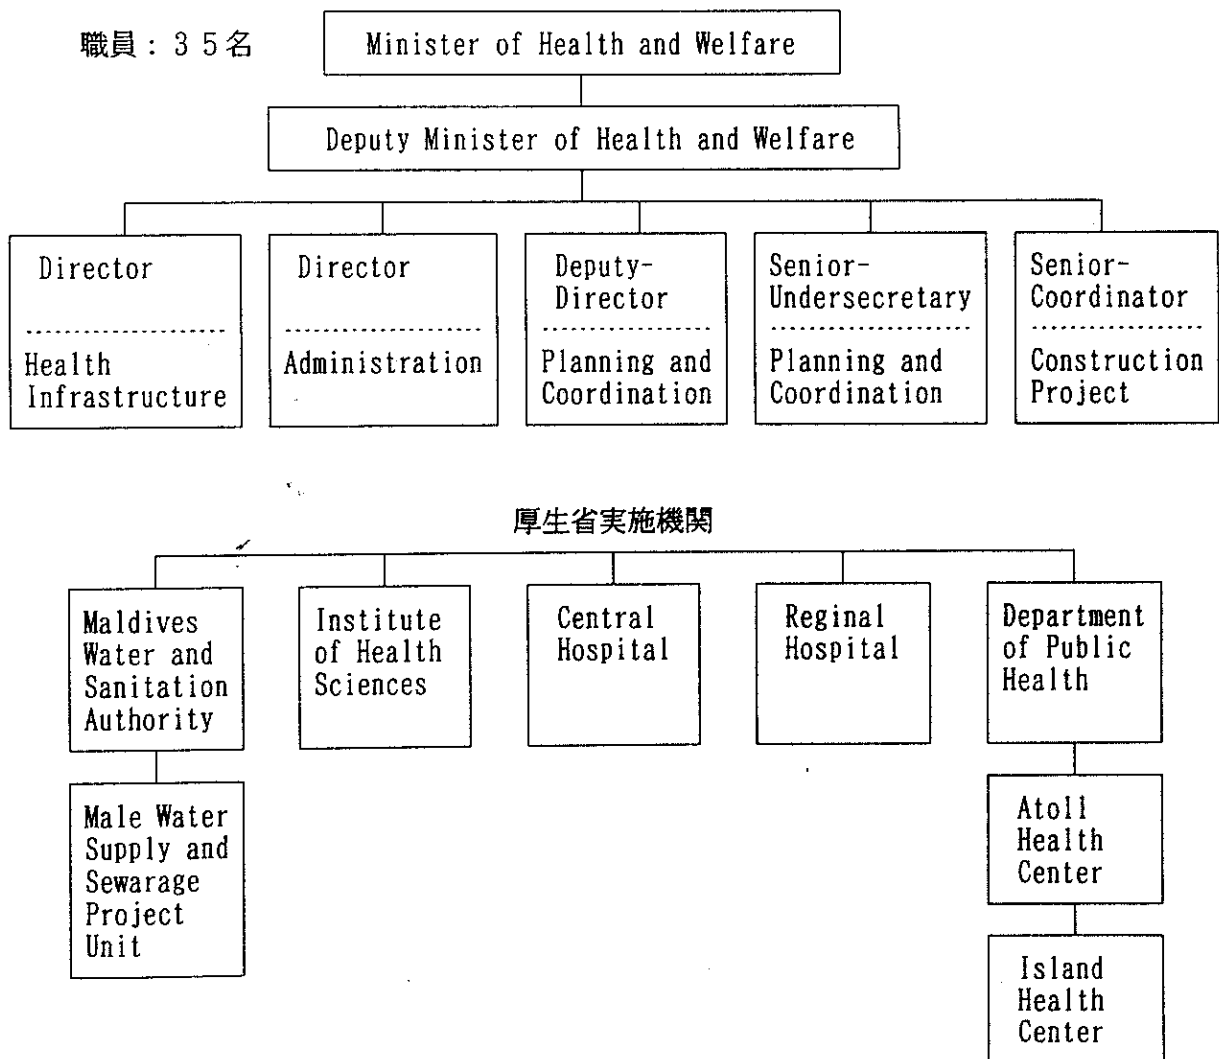 職員：３５名
Minister of Health and Welfare
Deputy Minister of Health and Welfare
Director
Health
Infrastructure
Director
Administration
Deputy-
Director
Planning and
Coordination
Senior-
Undersecretary
Planning and
Coordination
Senior-
Coordinator
Construction
Project
厚生省実施機関
Maldives
Water and
Sanitation
Authority
Institute
of Health
Sciences
Central
Hospital
Reginal
Hospital
Department
of Public
Health
Male Water
Supply and
Sewarage
Project
Unit
Atoll
Health
Center
Island
Health
Center